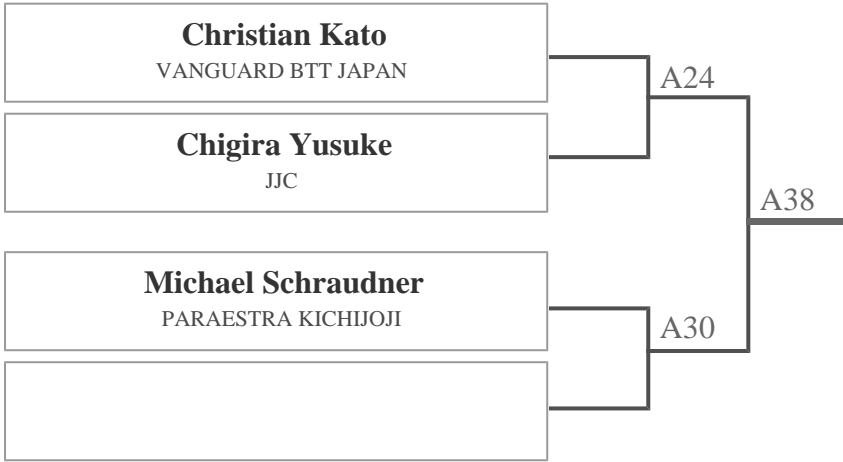 Christian Kato
VANGUARD BTT JAPAN
A24
Chigira Yusuke
JJC
A38
Michael Schraudner
PARAESTRA KICHIJOJI
A30